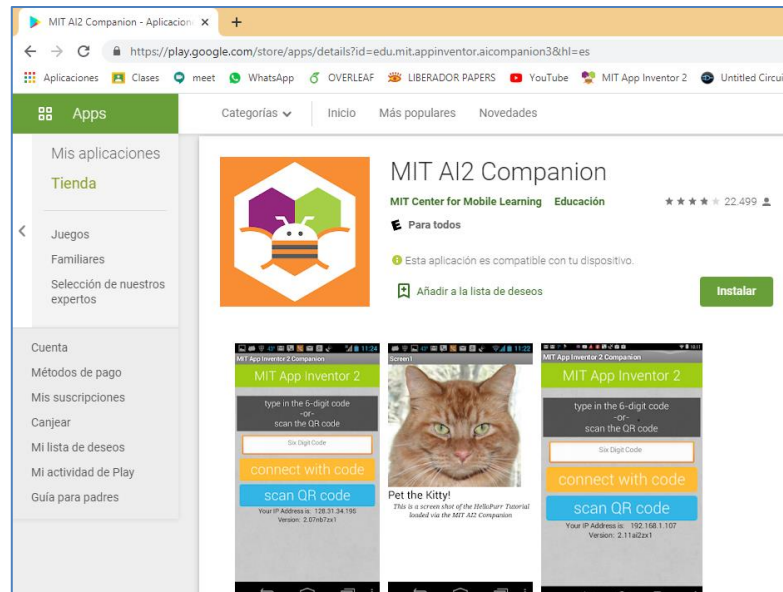 MIT AI2 Companion - Aplicacion
https://play.google.com/store/apps/details?id=edu.mit.appinventor.aicompanion3&hl=es
Aplicaciones Clases meet WhatsApp OVERLEAF LIBERADOR PAPERS YouTube MIT App Inventor 2 Untitled Circui
Apps
Categorías Inicio Más populares Novedades
Mis aplicaciones
Tienda
Juegos
Familiares
Selección de nuestros
expertos
Cuenta
Métodos de pago
Mis suscripciones
Canjear
Mi lista de deseos
Mi actividad de Play
Guía para padres
MIT AI2 Companion
MIT Center for Mobile Learning Educación 22.499
E Para todos
Esta aplicación es compatible con tu dispositivo.
Añadir a la lista de deseos
Instalar
11:24
MIT App Inventor 2 Companion
MIT App Inventor 2
type in the 6-digit code
-or-
scan the QR code
Six Digit Code
connect with code
scan QR code
Your IP Address is: 128.31.34.196
Version: 2.07nb7zx1
11:22
Screen1
Pet the Kitty!
This is a screen shot of the HelloPurr Tutorial
loaded via the MIT AI2 Companion
MIT App Inventor 2 Companion
MIT App Inventor 2
type in the 6-digit code
-or-
scan the QR code
Six Digit Code
connect with code
scan QR code
Your IP Address is: 192.168.1.107
Version: 2.11ai2zx1